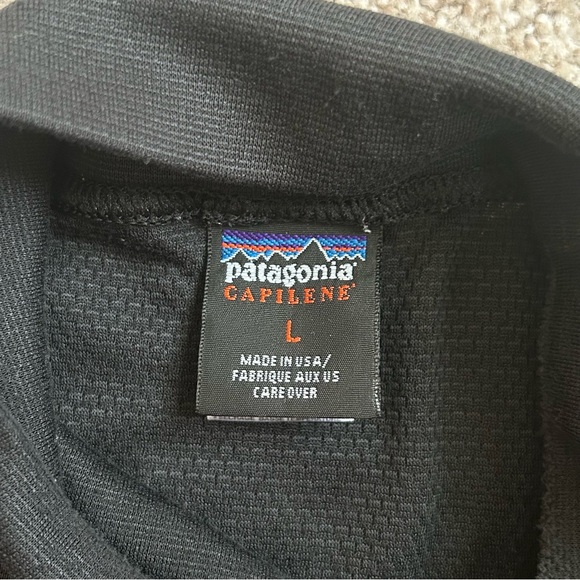 patagonia®
CAPILENE®
L
MADE IN USA/
FABRIQUE AUX US
CARE OVER